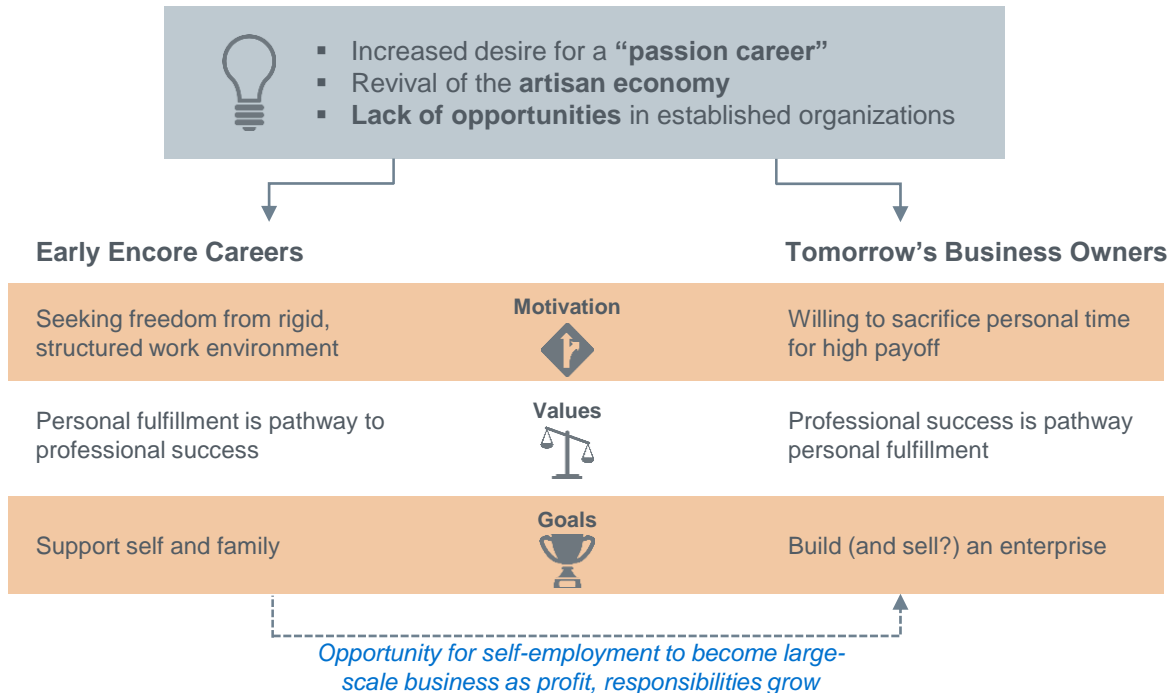 ▪ Increased desire for a “passion career”
▪ Revival of the artisan economy
▪ Lack of opportunities in established organizations
Early Encore Careers
Tomorrow’s Business Owners
Motivation
Seeking freedom from rigid,
structured work environment
Willing to sacrifice personal time
for high payoff
Values
Personal fulfillment is pathway to
professional success
Professional success is pathway
personal fulfillment
Goals
Support self and family
Build (and sell?) an enterprise
Opportunity for self-employment to become large-
scale business as profit, responsibilities grow